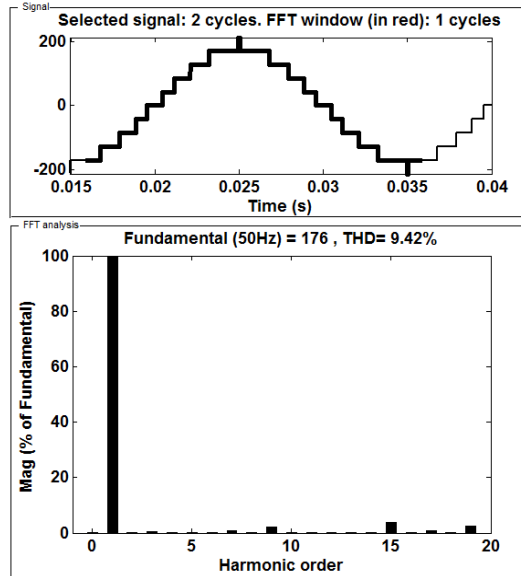 Signal
Selected signal: 2 cycles. FFT window (in red): 1 cycles
200
0
-200
0.015 0.02 0.025 0.03 0.035 0.04
Time (s)
FFT analysis
Fundamental (50Hz) = 176 , THD= 9.42%
100
80
60
40
20
0
Mag (% of Fundamental)
0 5 10 15 20
Harmonic order